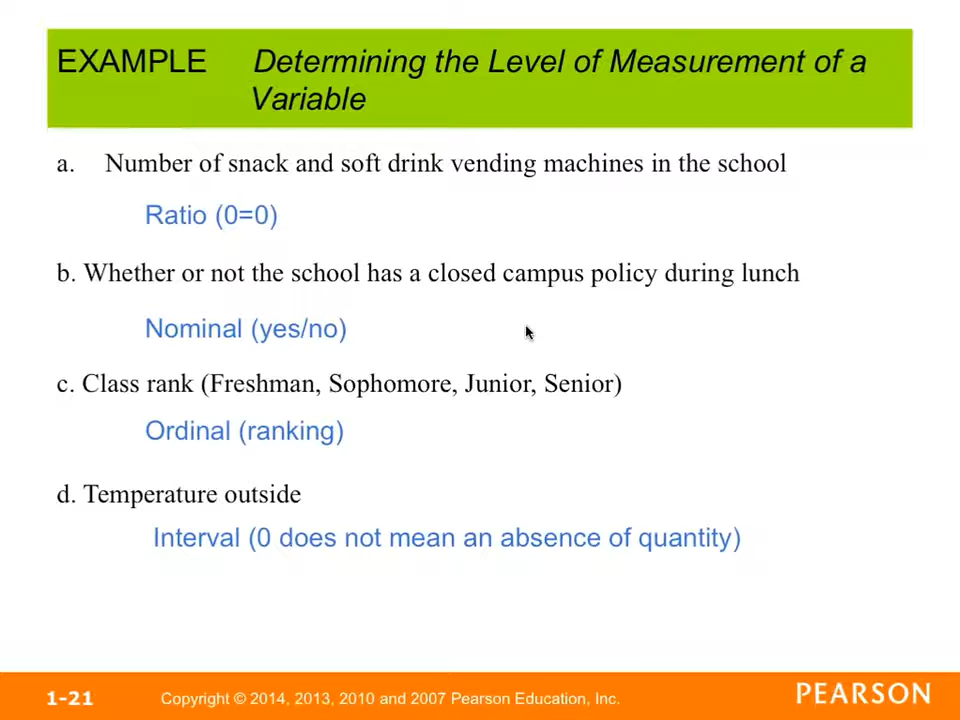 EXAMPLE Determining the Level of Measurement of a
Variable
a. Number of snack and soft drink vending machines in the school
Ratio (0=0)
b. Whether or not the school has a closed campus policy during lunch
Nominal (yes/no)
c. Class rank (Freshman, Sophomore, Junior, Senior)
Ordinal (ranking)
d. Temperature outside
Interval (0 does not mean an absence of quantity)
1-21 Copyright © 2014, 2013, 2010 and 2007 Pearson Education, Inc. PEARSON